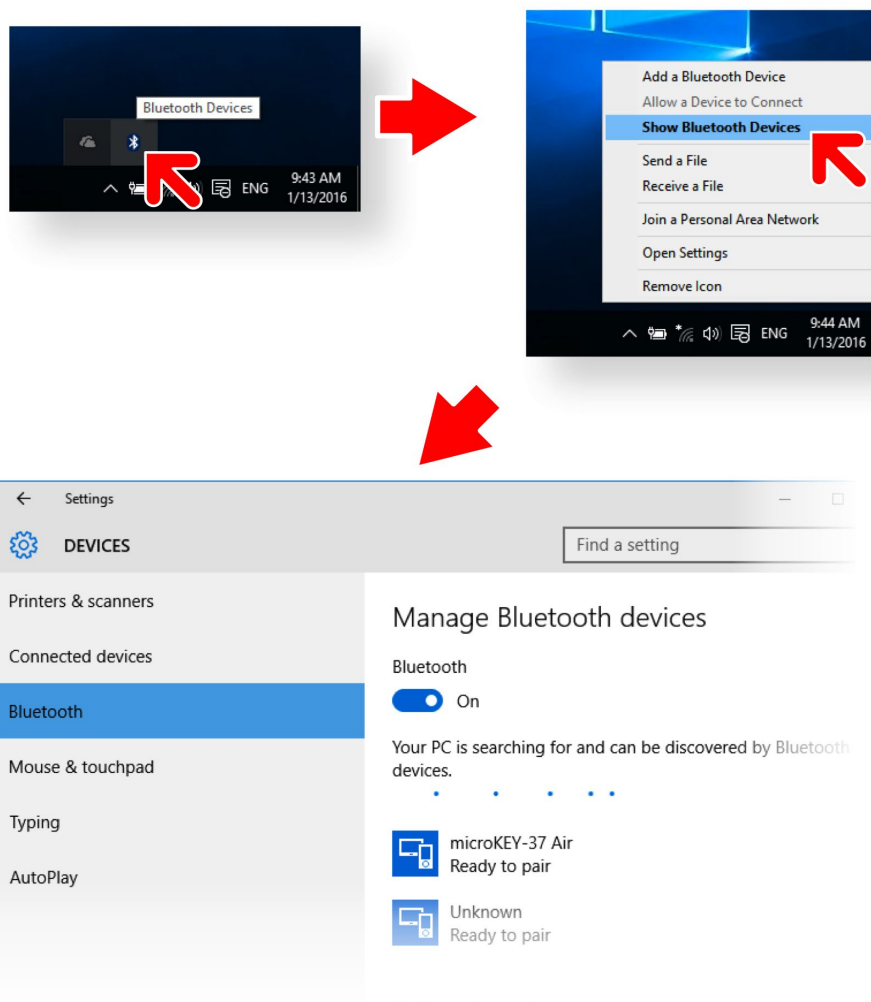 Bluetooth Devices
ENG
9:43 AM
1/13/2016
Add a Bluetooth Device
Allow a Device to Connect
Show Bluetooth Devices
Send a File
Receive a File
Join a Personal Area Network
Open Settings
Remove Icon
ENG
9:44 AM
1/13/2016
Settings
DEVICES
Find a setting
Printers & scanners
Connected devices
Bluetooth
Mouse & touchpad
Typing
AutoPlay
Manage Bluetooth devices
Bluetooth
On
Your PC is searching for and can be discovered by Bluetooth
devices.
microKEY-37 Air
Ready to pair
Unknown
Ready to pair